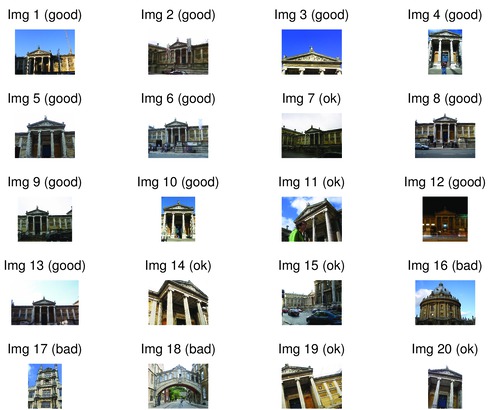 Img 1 (good)
Img 2 (good)
Img 3 (good)
Img 4 (good)
Img 5 (good)
Img 6 (good)
Img 7 (ok)
Img 8 (good)
Img 9 (good)
Img 10 (good)
Img 11 (ok)
Img 12 (good)
Img 13 (good)
Img 14 (ok)
Img 15 (ok)
Img 16 (bad)
Img 17 (bad)
Img 18 (bad)
Img 19 (ok)
Img 20 (ok)